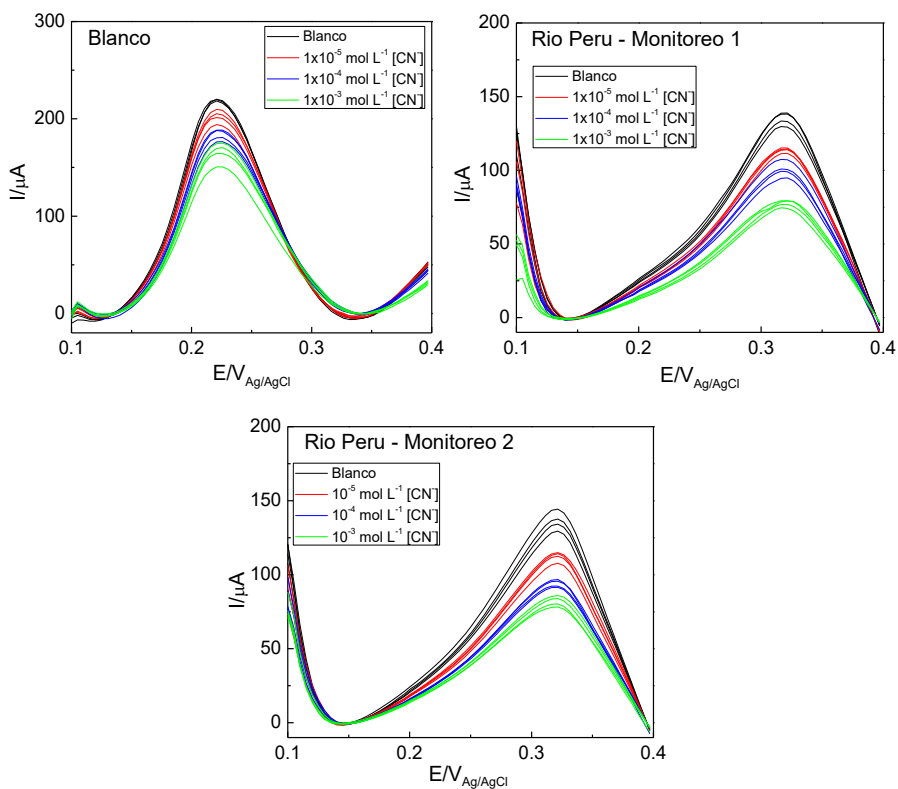 Blanco
Blanco
1x10⁻⁵ mol L⁻¹ [CN⁻]
1x10⁻⁴ mol L⁻¹ [CN⁻]
1x10⁻³ mol L⁻¹ [CN⁻]
300
200
100
0
I/µA
0.1 0.2 0.3 0.4
E/V_Ag/AgCl
Rio Peru - Monitoreo 1
Blanco
1x10⁻⁵ mol L⁻¹ [CN⁻]
1x10⁻⁴ mol L⁻¹ [CN⁻]
1x10⁻³ mol L⁻¹ [CN⁻]
200
150
100
50
0
I/µA
0.1 0.2 0.3 0.4
E/V_Ag/AgCl
Rio Peru - Monitoreo 2
Blanco
10⁻⁵ mol L⁻¹ [CN⁻]
10⁻⁴ mol L⁻¹ [CN⁻]
10⁻³ mol L⁻¹ [CN⁻]
200
150
100
50
0
I/µA
0.1 0.2 0.3 0.4
E/V_Ag/AgCl